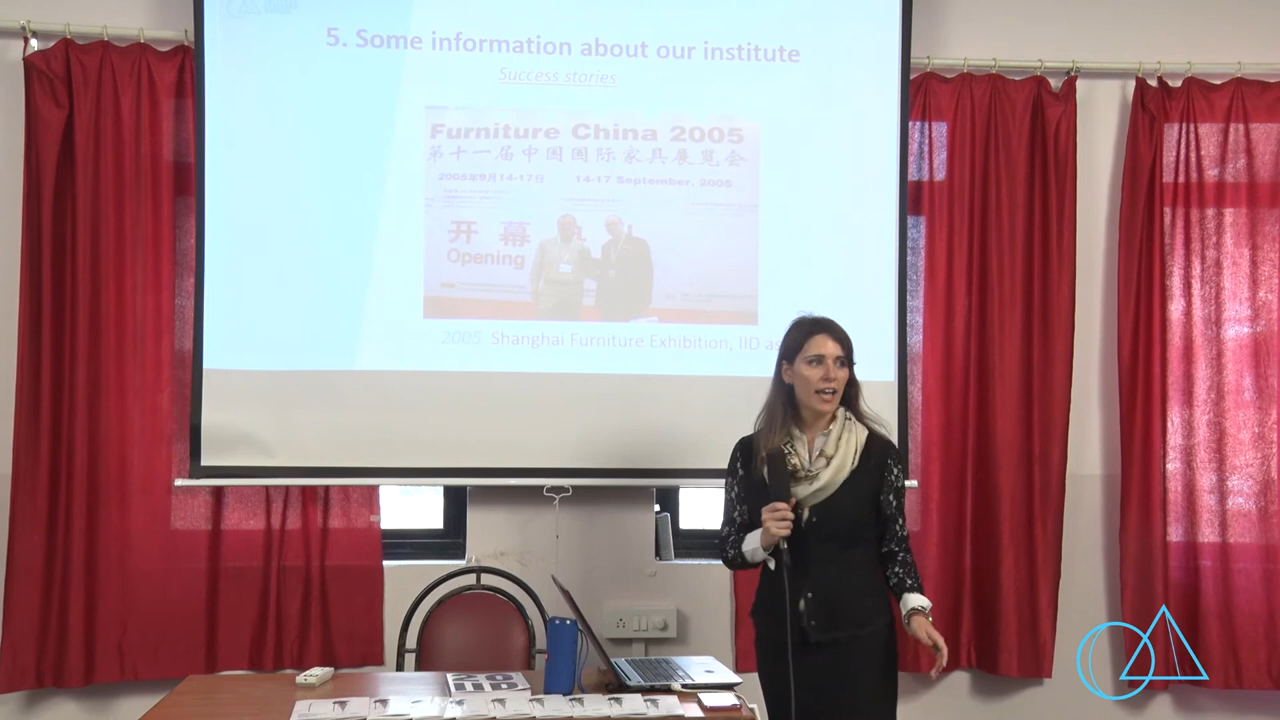 5. Some information about our institute
Success stories
Furniture China 2005
第十一届中国国际家具展览会
2005年9月14-17日 14-17 September, 2005
开幕
Opening
2005 Shanghai Furniture Exhibition, IID as
20
IID